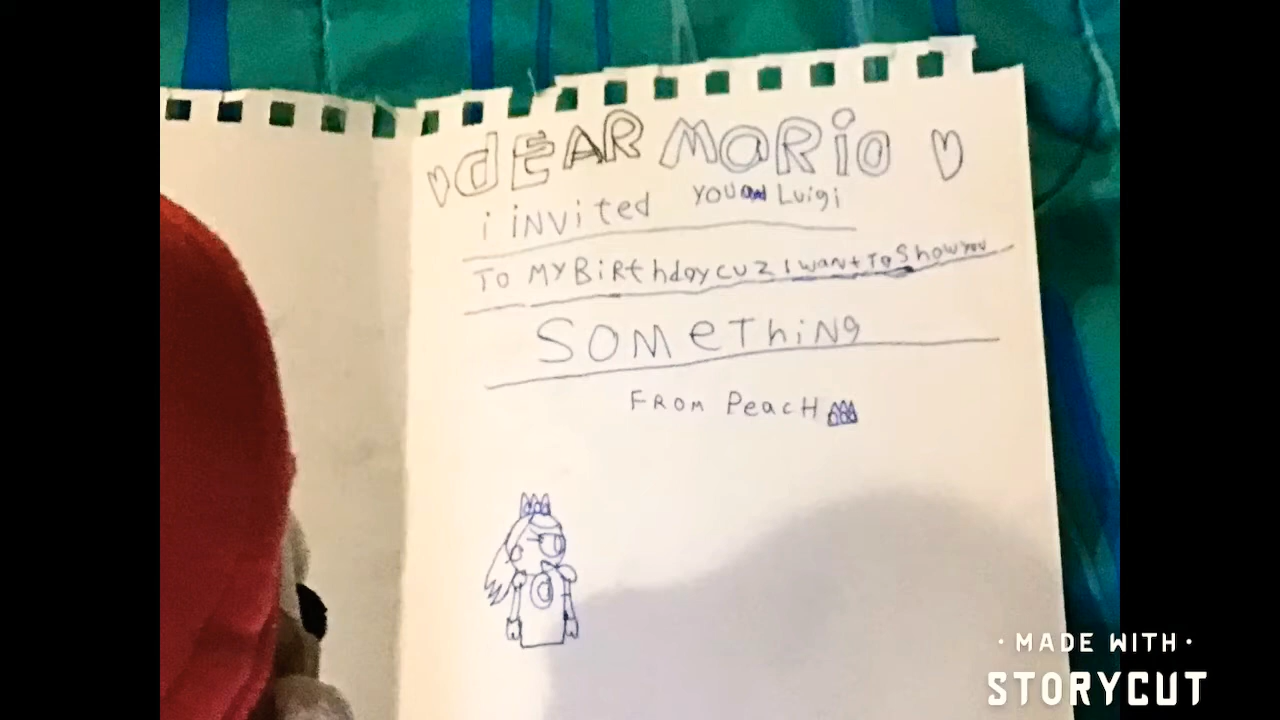 dEAR MaRio
i iNVited YOU and Luigi
TO MY BiRthday cuz I want To Show you
SOMeThiNg
FROM PeacH
· MADE WITH ·
STORYCUT